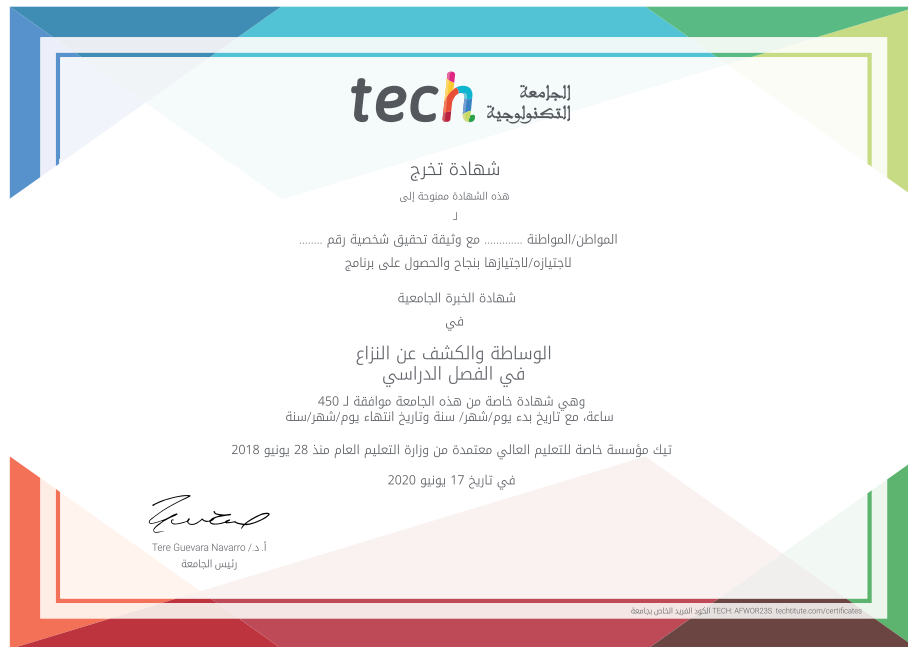 tech الجامعة
التكنولوجية
شهادة تخرج
هذه الشهادة ممنوحة إلى
لـ
المواطن/المواطنة ............ مع وثيقة تحقيق شخصية رقم ........
لاجتيازه/لاجتيازها بنجاح والحصول على برنامج
شهادة الخبرة الجامعية
في
الوساطة والكشف عن النزاع
في الفصل الدراسي
وهي شهادة خاصة من هذه الجامعة موافقة لـ 450
ساعة، مع تاريخ بدء يوم/شهر/ سنة وتاريخ انتهاء يوم/شهر/سنة
تيك مؤسسة خاصة للتعليم العالي معتمدة من وزارة التعليم العام منذ 28 يونيو 2018
في تاريخ 17 يونيو 2020
أ. د./ Tere Guevara Navarro
رئيس الجامعة
الكود الفريد الخاص بجامعة TECH: AFWOR23S techtitute.com/certificates